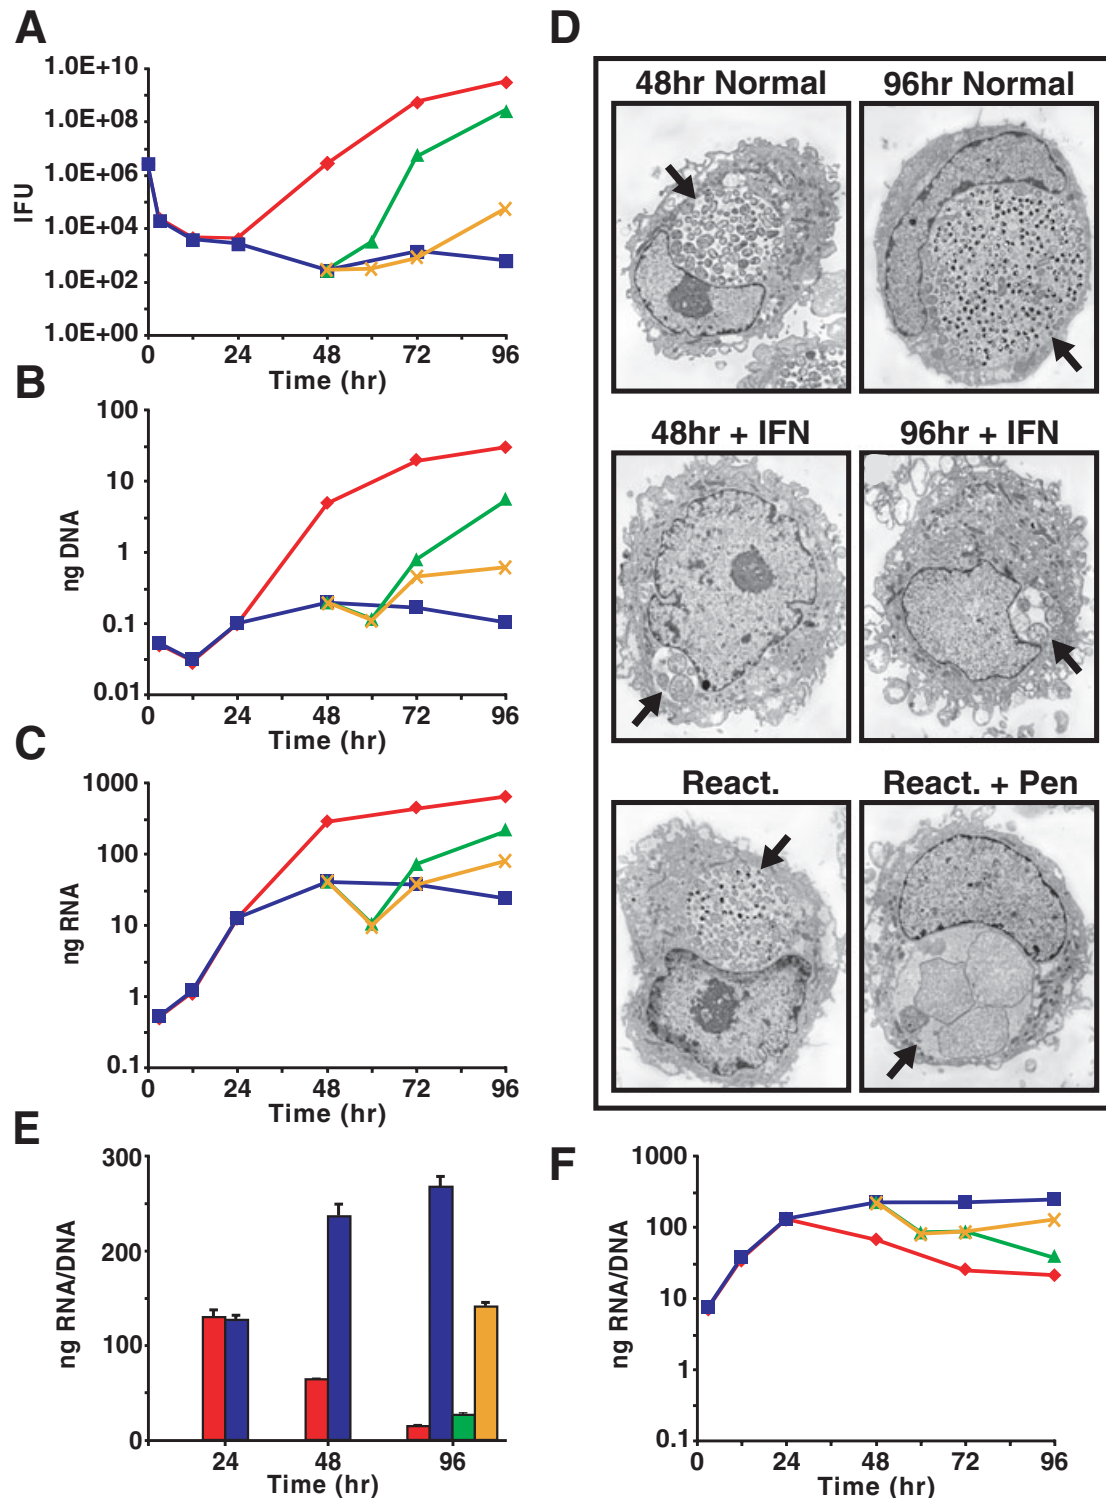 A
1.0E+10
1.0E+08
1.0E+06
1.0E+04
1.0E+02
1.0E+00
IFU
0 24 48 72 96
Time (hr)
B
100
10
1
0.1
0.01
ng DNA
0 24 48 72 96
Time (hr)
C
1000
100
10
1
0.1
ng RNA
0 24 48 72 96
Time (hr)
D
48hr Normal
96hr Normal
48hr + IFN
96hr + IFN
React.
React. + Pen
E
300
200
100
0
ng RNA/DNA
24 48 96
Time (hr)
F
1000
100
10
1
0.1
ng RNA/DNA
0 24 48 72 96
Time (hr)